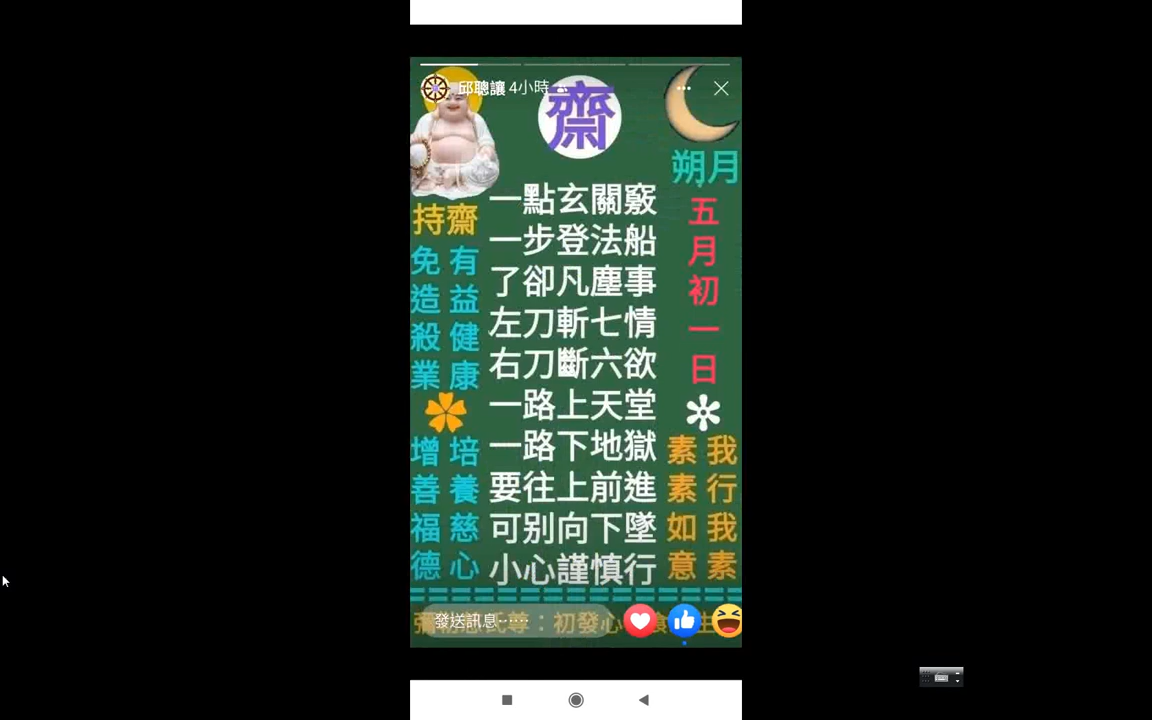 邱聰讓 4小時
齋
朔月
五月初一日
一點玄關竅
一步登法船
了卻凡塵事
左刀斬七情
右刀斷六欲
一路上天堂
一路下地獄
要往上前進
可別向下墜
小心謹慎行
持齋
有益健康
免造殺業
培養慈心
增善福德
我行我素
素素如意
發送訊息……
：初發心